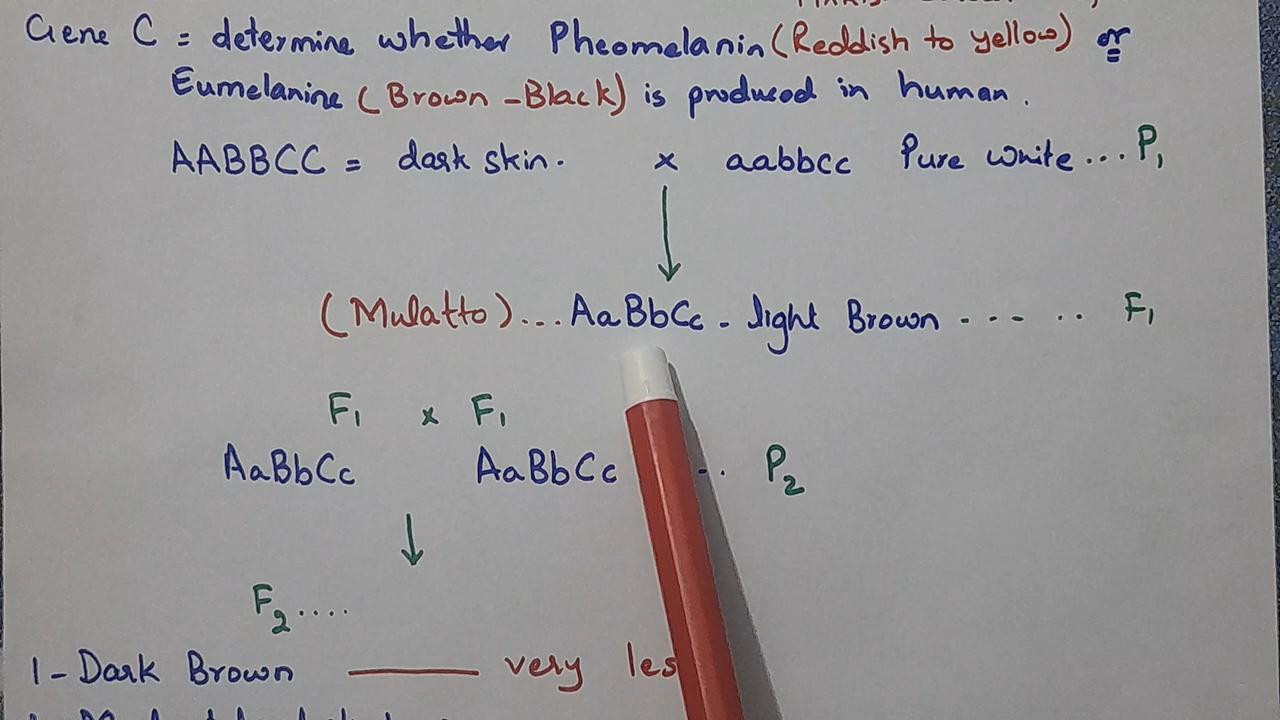 Gene C = determine whether Pheomelanin (Reddish to yellow) or
Eumelanine (Brown - Black) is produced in human.
AABBCC = dark skin. x aabbcc Pure white ... P1
(Mulatto)... AaBbCc - light Brown - - - . . F1
F1 x F1
AaBbCc AaBbCc - . . P2
F2 ....
1 - Dark Brown —— very les